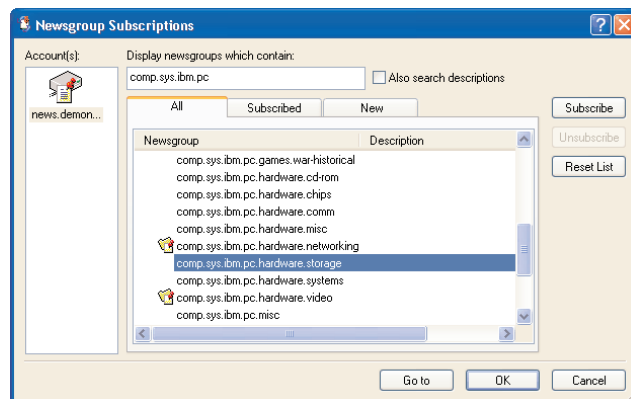 Newsgroup Subscriptions
Account(s):
Display newsgroups which contain:
comp.sys.ibm.pc
Also search descriptions
news.demon...
All Subscribed New
Subscribe
Newsgroup Description
Unsubscribe
comp.sys.ibm.pc.games.war-historical
Reset List
comp.sys.ibm.pc.hardware.cd-rom
comp.sys.ibm.pc.hardware.chips
comp.sys.ibm.pc.hardware.comm
comp.sys.ibm.pc.hardware.misc
comp.sys.ibm.pc.hardware.networking
comp.sys.ibm.pc.hardware.storage
comp.sys.ibm.pc.hardware.systems
comp.sys.ibm.pc.hardware.video
comp.sys.ibm.pc.misc
Go to OK Cancel